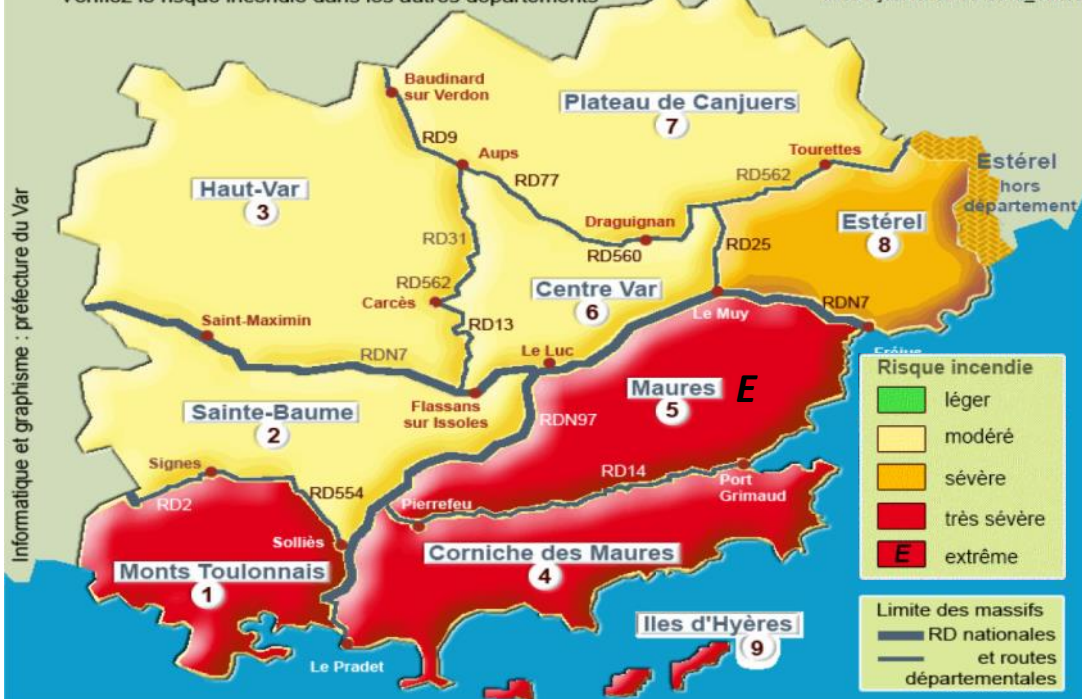 Vérifiez le risque incendie dans les autres départements
Informatique et graphisme : préfecture du Var
Baudinard
sur Verdon
Plateau de Canjuers
7
RD9
Aups
Tourettes
Estérel
hors
département
RD77
RD562
Haut-Var
3
Draguignan
Estérel
8
RD31
RD560
RD25
RD562
Carcès
Centre Var
6
Saint-Maximin
RD13
Le Muy
RDN7
RDN7
Le Luc
Fréjus
Flassans
sur Issoles
Maures
5
E
Sainte-Baume
2
RDN97
Signes
RD14
Port
Grimaud
RD2
RD554
Pierrefeu
Solliès
Corniche des Maures
4
Monts Toulonnais
1
Iles d'Hyères
9
Le Pradet
Risque incendie
léger
modéré
sévère
très sévère
E extrême
Limite des massifs
RD nationales
et routes
départementales